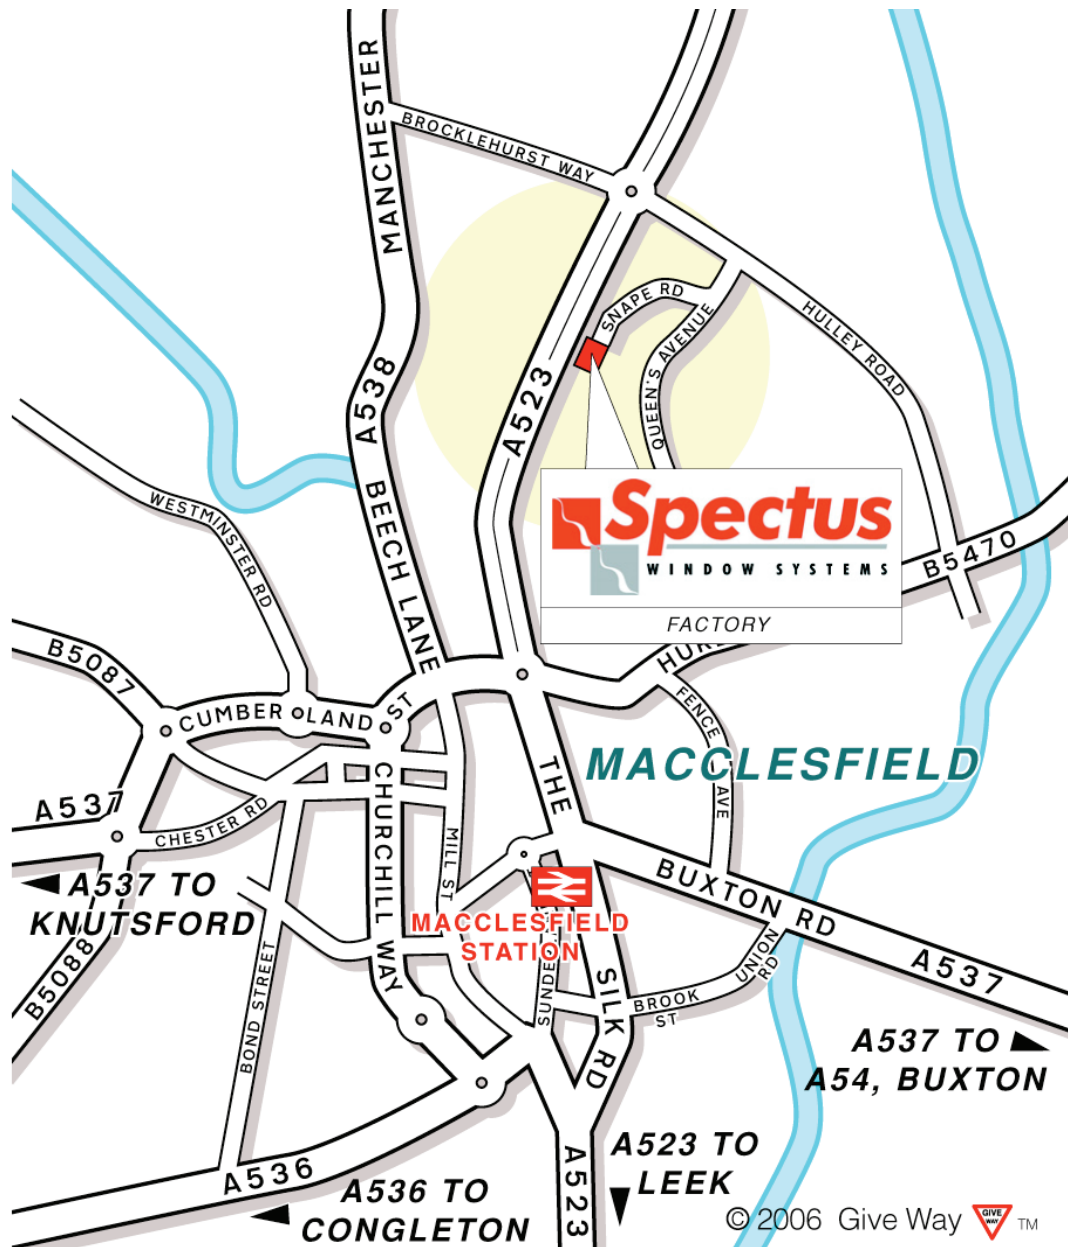 MANCHESTER
BROCKLEHURST WAY
SNAPE RD
QUEEN'S AVENUE
HULLEY ROAD
A538
A523
WESTMINSTER RD
BEECH LANE
Spectus
WINDOW SYSTEMS
FACTORY
B5470
B5087
CUMBERLAND ST
FENCE AVE
MACCLESFIELD
A537
CHESTER RD
CHURCHILL WAY
MILL ST
THE SILK RD
BUXTON RD
A537
A537 TO
KNUTSFORD
MACCLESFIELD
STATION
B5088
BOND STREET
BROOK ST
UNION RD
A537 TO
A54, BUXTON
A536
A536 TO
CONGLETON
A523
A523 TO
LEEK
© 2006 Give Way
GIVE
WAY
TM